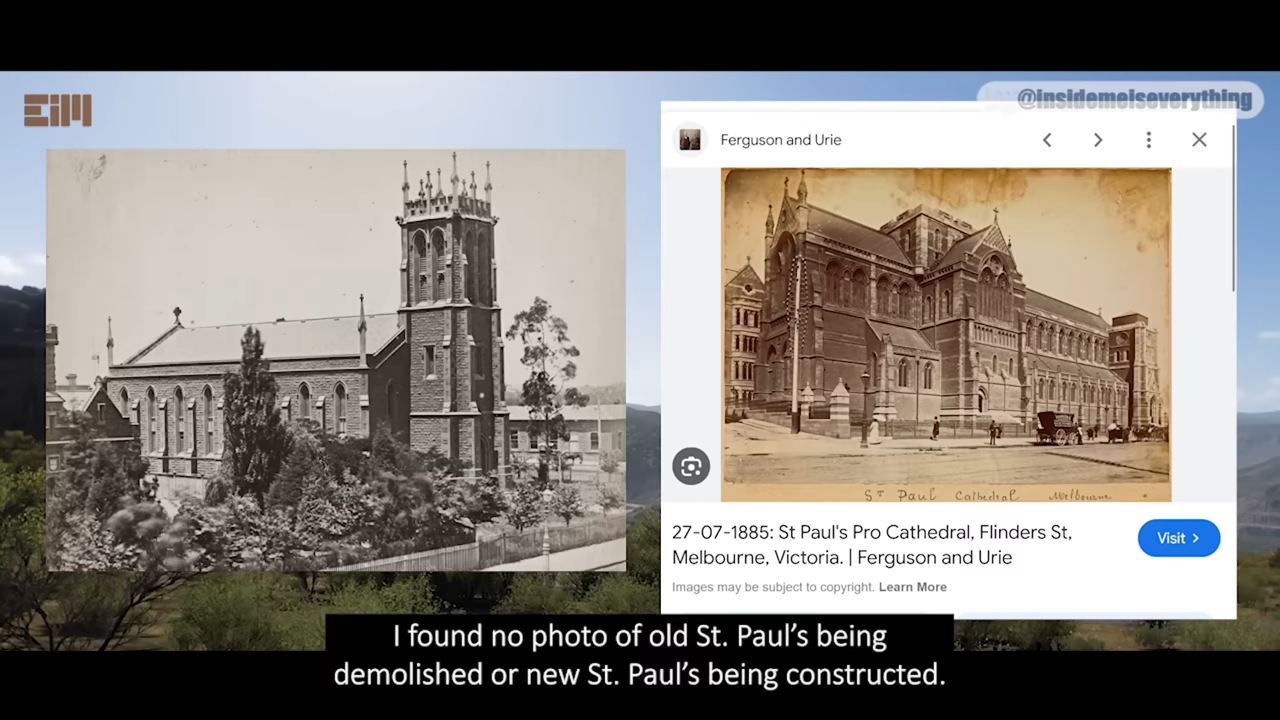 EiM
@insidemeiseverything
Ferguson and Urie
St Paul Cathedral Melbourne
27-07-1885: St Paul's Pro Cathedral, Flinders St,
Melbourne, Victoria. | Ferguson and Urie
Visit >
Images may be subject to copyright. Learn More
I found no photo of old St. Paul’s being
demolished or new St. Paul’s being constructed.